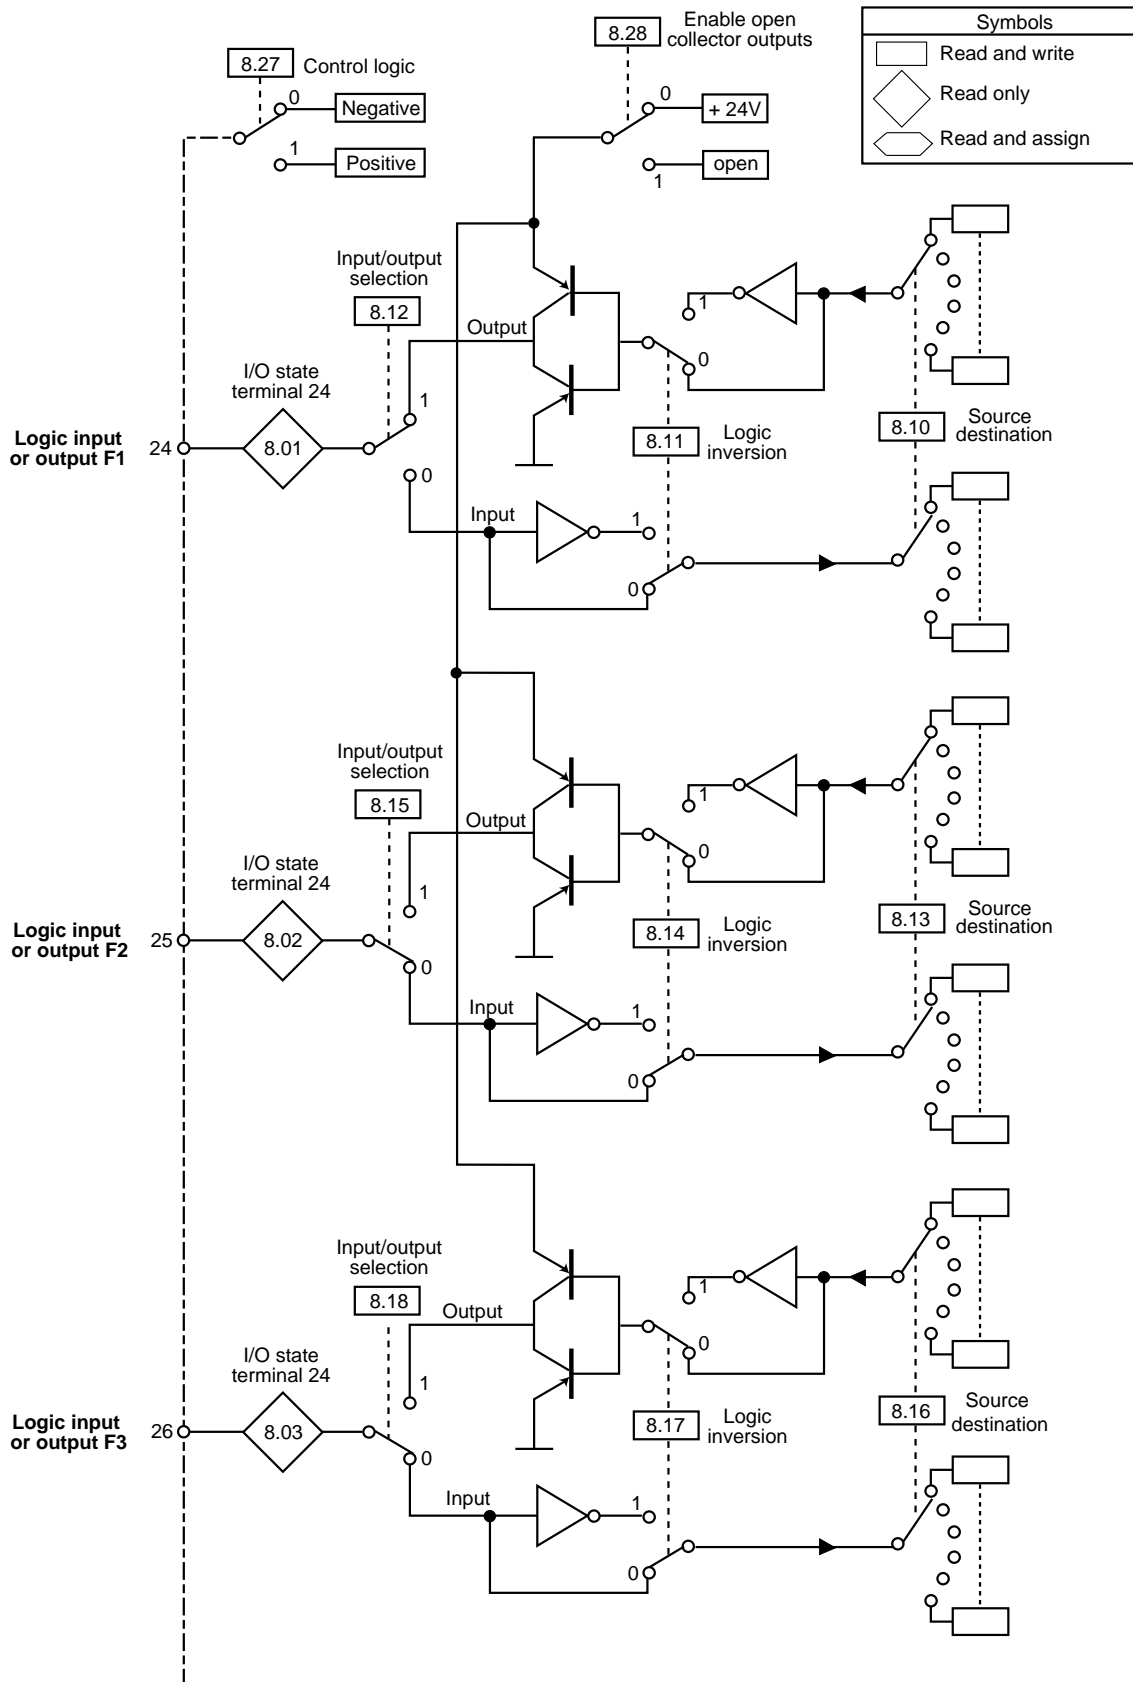 8.27
Control logic
0
Negative
1
Positive
8.28
Enable open
collector outputs
0
+ 24V
open
1
Symbols
Read and write
Read only
Read and assign
Input/output
selection
8.12
Output
1
I/O state
terminal 24
Logic input
or output F1
24
8.01
1
0
0
8.11
Logic
inversion
8.10
Source
destination
Input
1
0
Input/output
selection
8.15
Output
1
I/O state
terminal 24
Logic input
or output F2
25
8.02
1
0
0
8.14
Logic
inversion
8.13
Source
destination
Input
1
0
Input/output
selection
8.18
Output
1
I/O state
terminal 24
Logic input
or output F3
26
8.03
1
0
0
8.17
Logic
inversion
8.16
Source
destination
Input
1
0